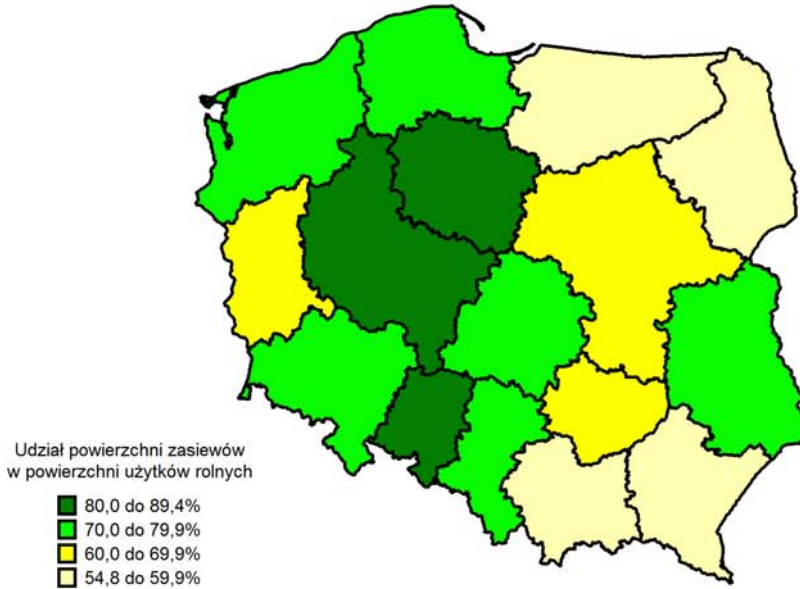 Udział powierzchni zasiewów
w powierzchni użytków rolnych
80,0 do 89,4%
70,0 do 79,9%
60,0 do 69,9%
54,8 do 59,9%